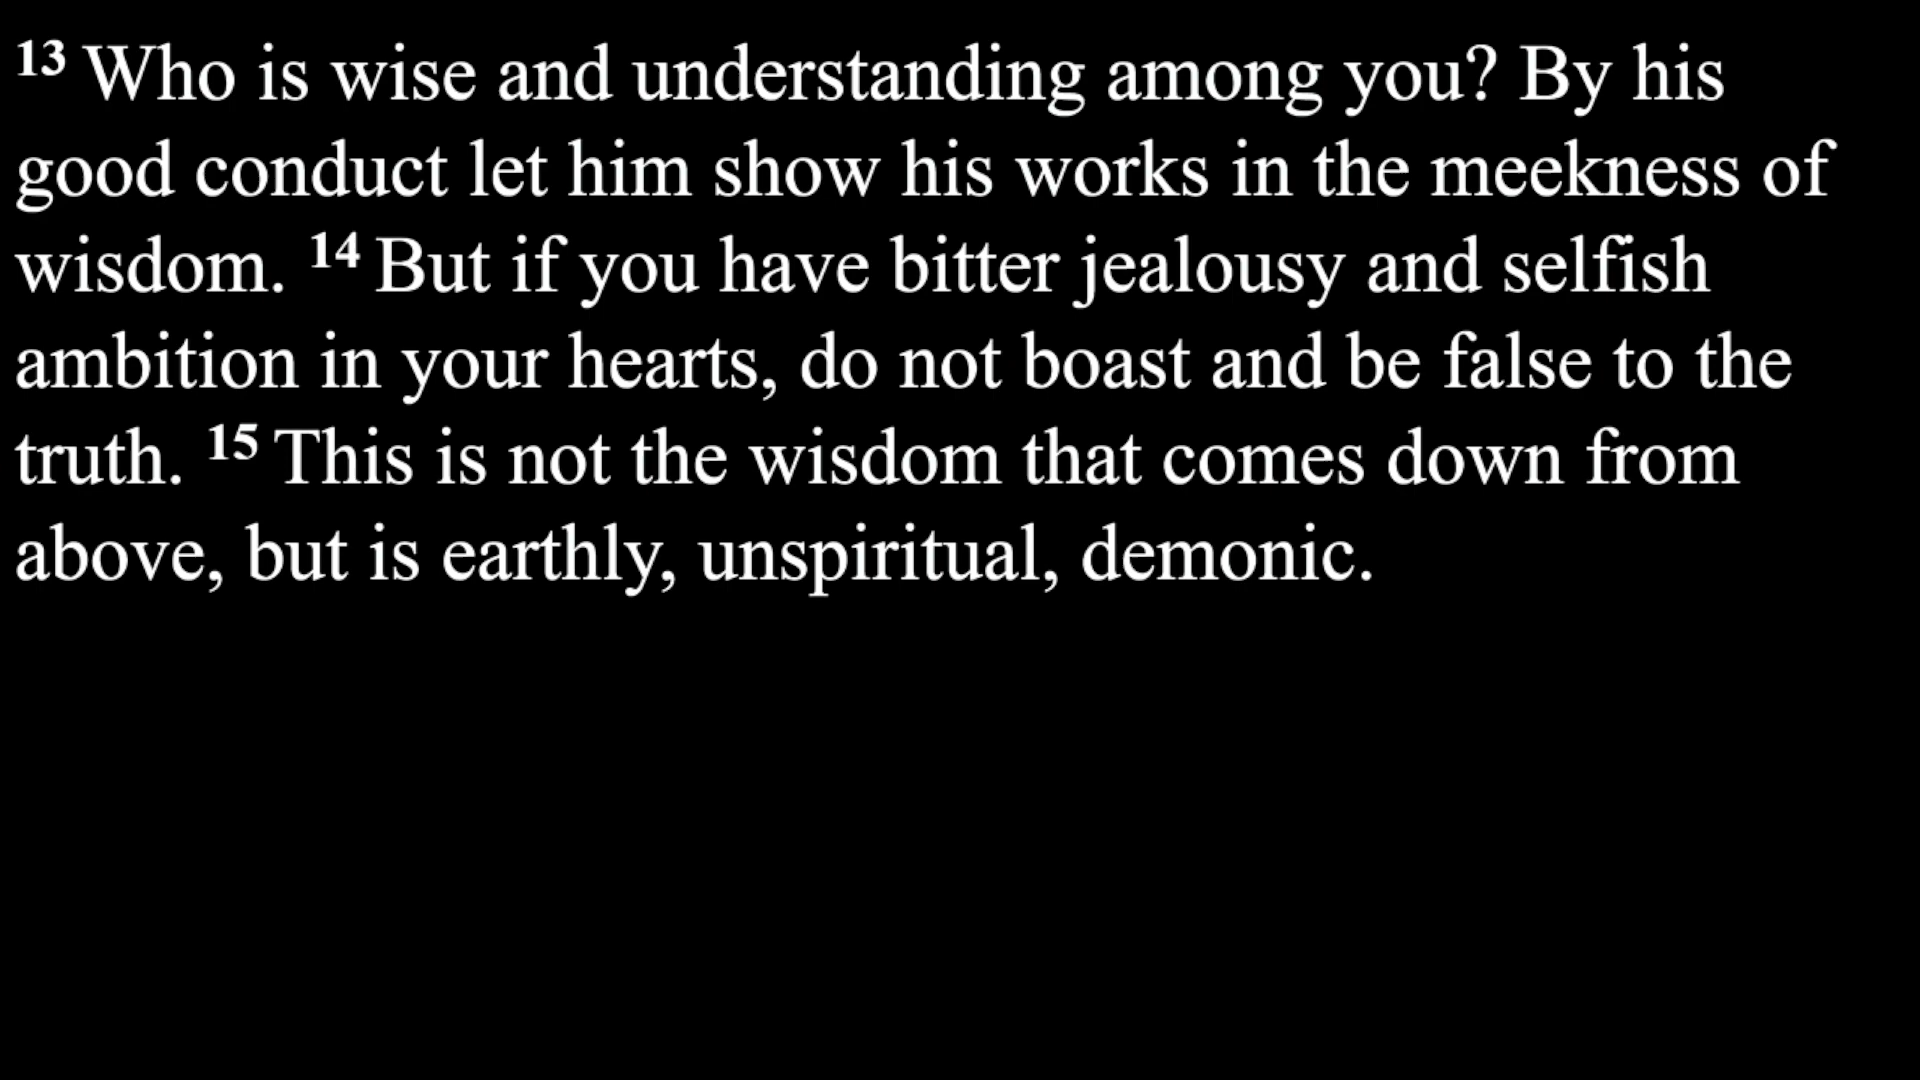 13 Who is wise and understanding among you? By his
good conduct let him show his works in the meekness of
wisdom. 14 But if you have bitter jealousy and selfish
ambition in your hearts, do not boast and be false to the
truth. 15 This is not the wisdom that comes down from
above, but is earthly, unspiritual, demonic.